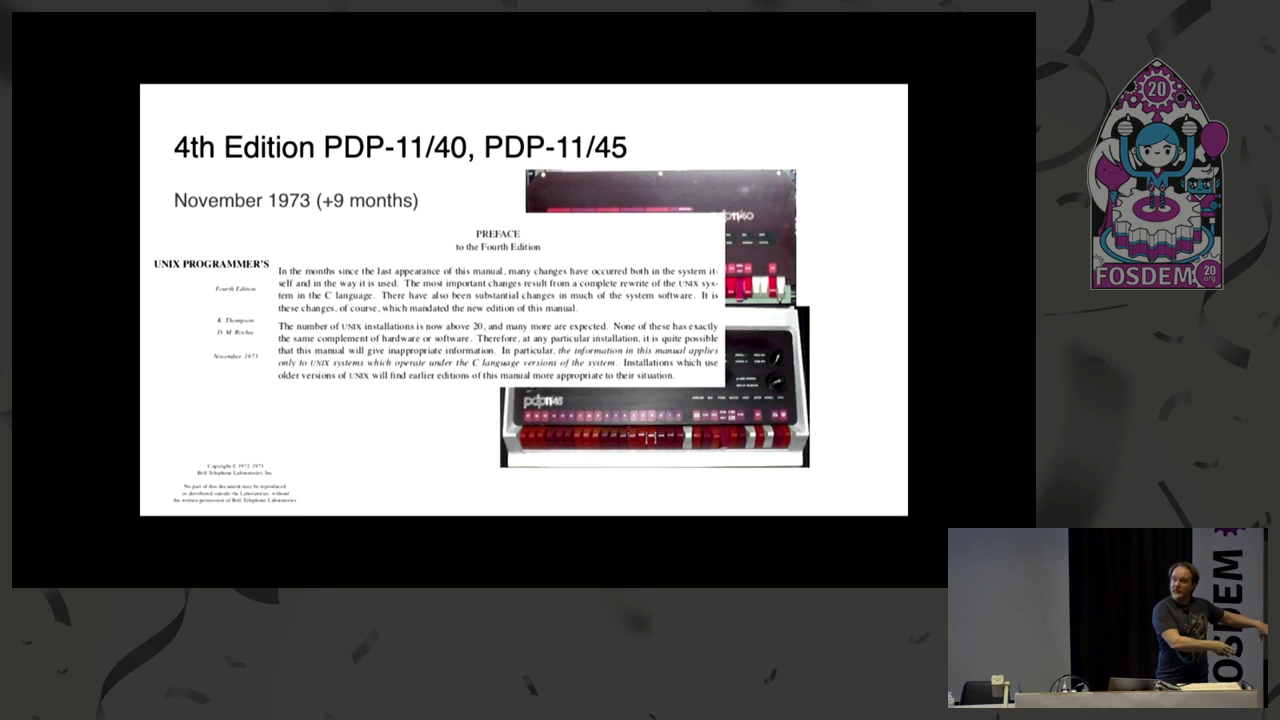 4th Edition PDP-11/40, PDP-11/45
November 1973 (+9 months)
PREFACE
to the Fourth Edition
In the months since the last appearance of this manual, many changes have occurred both in the system it-
self and in the way it is used. The most important changes result from a complete rewrite of the UNIX sys-
tem in the C language. There have also been substantial changes in much of the system software. It is
these changes, of course, which mandated the new edition of this manual.
The number of UNIX installations is now above 20, and many more are expected. None of these has exactly
the same complement of hardware or software. Therefore, at any particular installation, it is quite possible
that this manual will give inappropriate information. In particular, the information in this manual applies
only to UNIX systems which operate under the C language versions of the system. Installations which use
older versions of UNIX will find earlier editions of this manual more appropriate to their situation.
UNIX PROGRAMMER'S
Fourth Edition
K. Thompson
D. M. Ritchie
November, 1973
Copyright © 1972, 1973
Bell Telephone Laboratories, Inc.
No part of this document may be reproduced,
or distributed outside the Laboratories, without
the written permission of Bell Telephone Laboratories.
pdp11/40
pdp11/45
20
FOSDEM
20
.org
OSDEM